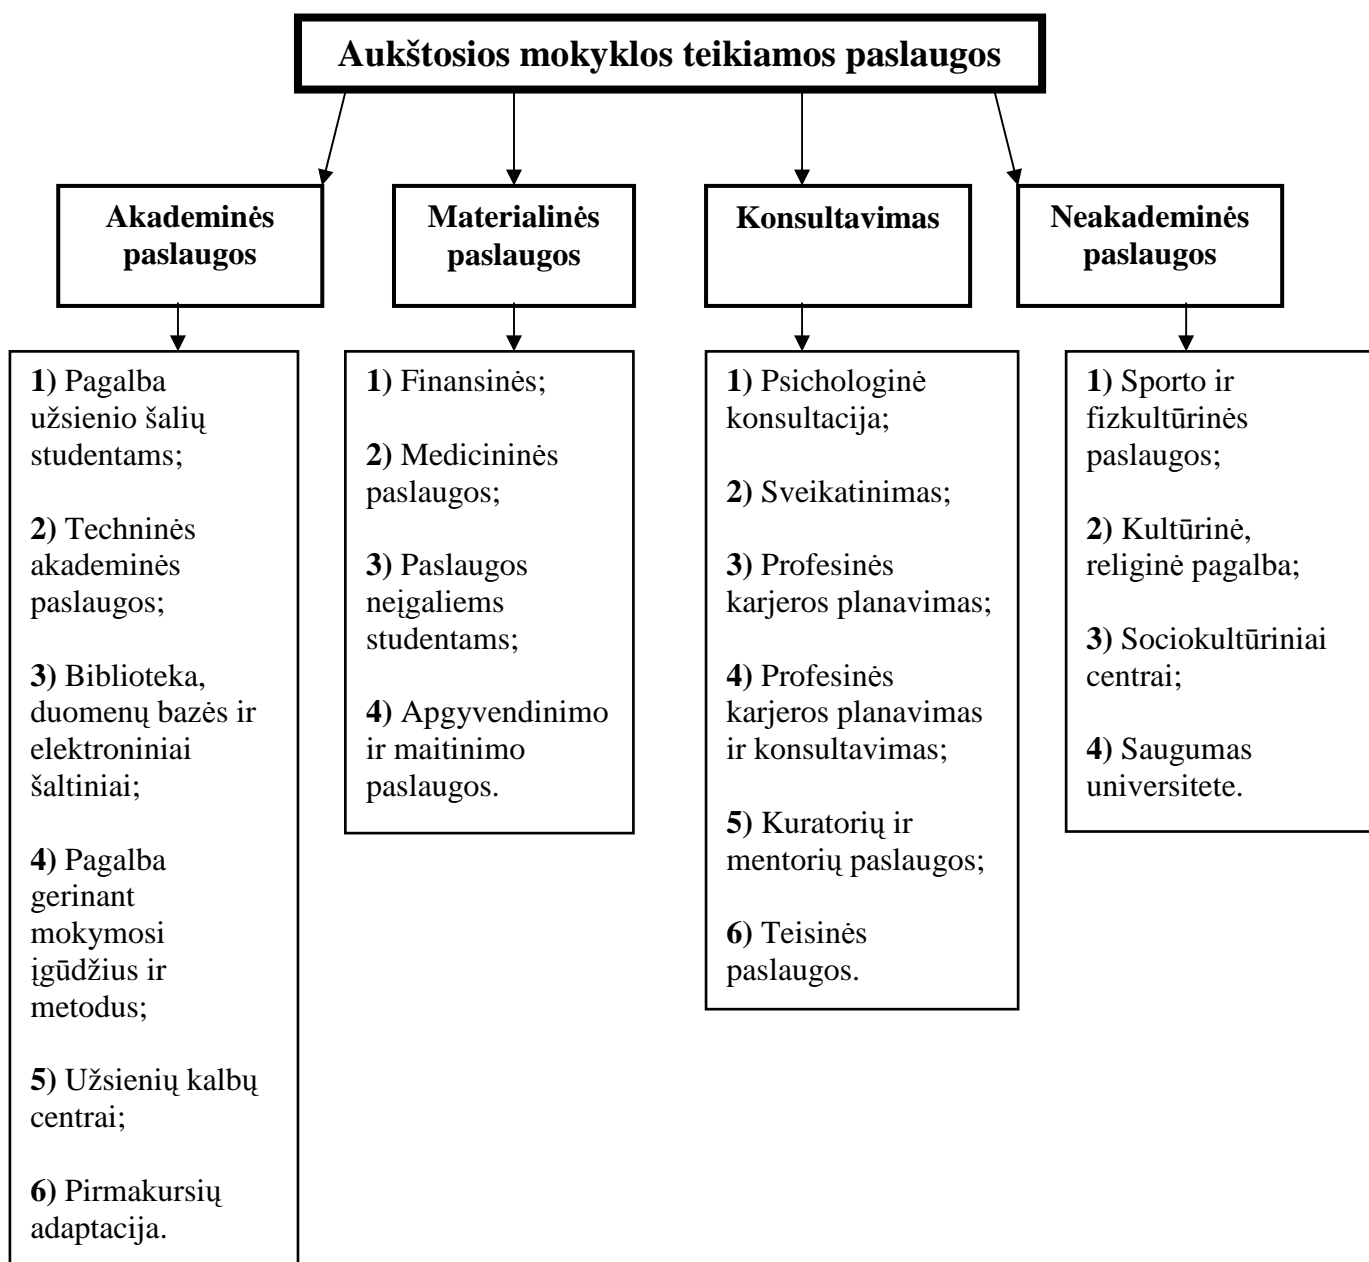 Aukštosios mokyklos teikiamos paslaugos
Akademinės
paslaugos
Materialinės
paslaugos
Konsultavimas
Neakademinės
paslaugos
1) Pagalba
užsienio šalių
studentams;
2) Techninės
akademinės
paslaugos;
3) Biblioteka,
duomenų bazės ir
elektroniniai
šaltiniai;
4) Pagalba
gerinant
mokymosi
įgūdžius ir
metodus;
5) Užsienių kalbų
centrai;
6) Pirmakursių
adaptacija.
1) Finansinės;
2) Medicininės
paslaugos;
3) Paslaugos
neįgaliems
studentams;
4) Apgyvendinimo
ir maitinimo
paslaugos.
1) Psichologinė
konsultacija;
2) Sveikatinimas;
3) Profesinės
karjeros planavimas;
4) Profesinės
karjeros planavimas
ir konsultavimas;
5) Kuratorių ir
mentorių paslaugos;
6) Teisinės
paslaugos.
1) Sporto ir
fizkultūrinės
paslaugos;
2) Kultūrinė,
religinė pagalba;
3) Sociokultūriniai
centrai;
4) Saugumas
universitete.